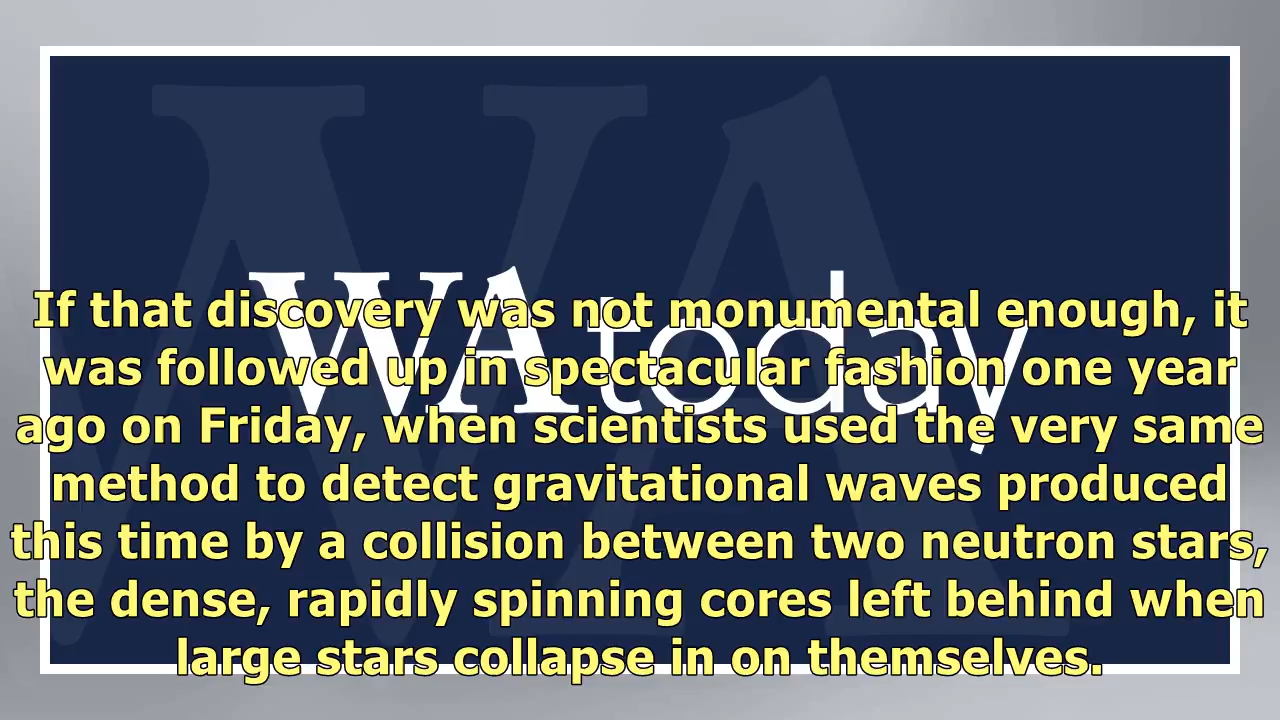 WAtoday
If that discovery was not monumental enough, it
was followed up in spectacular fashion one year
ago on Friday, when scientists used the very same
method to detect gravitational waves produced
this time by a collision between two neutron stars,
the dense, rapidly spinning cores left behind when
large stars collapse in on themselves.